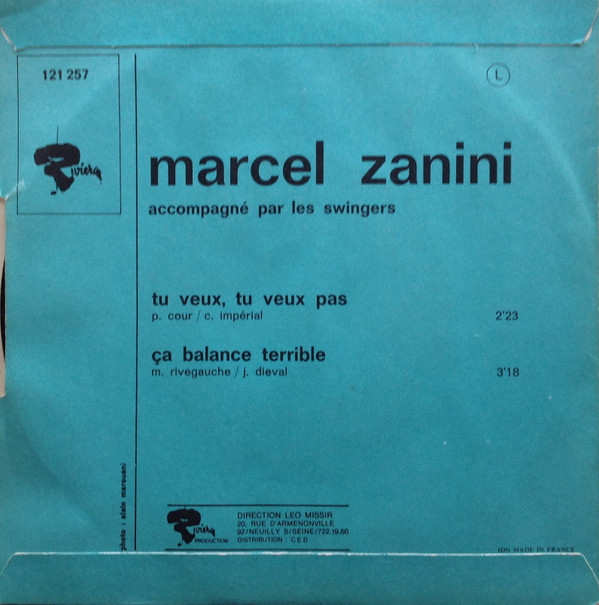 121 257
L
Riviera
marcel zanini
accompagné par les swingers
tu veux, tu veux pas
p. cour / c. impérial 2'23
ça balance terrible
m. rivegauche / j. dieval 3'18
photo : alain marouani
Riviera
PRODUCTION
DIRECTION LEO MISSIR
20, RUE D'ARMENONVILLE
92/NEUILLY S/SEINE/722.19.50
DISTRIBUTION : C E D
IDN MADE IN FRANCE